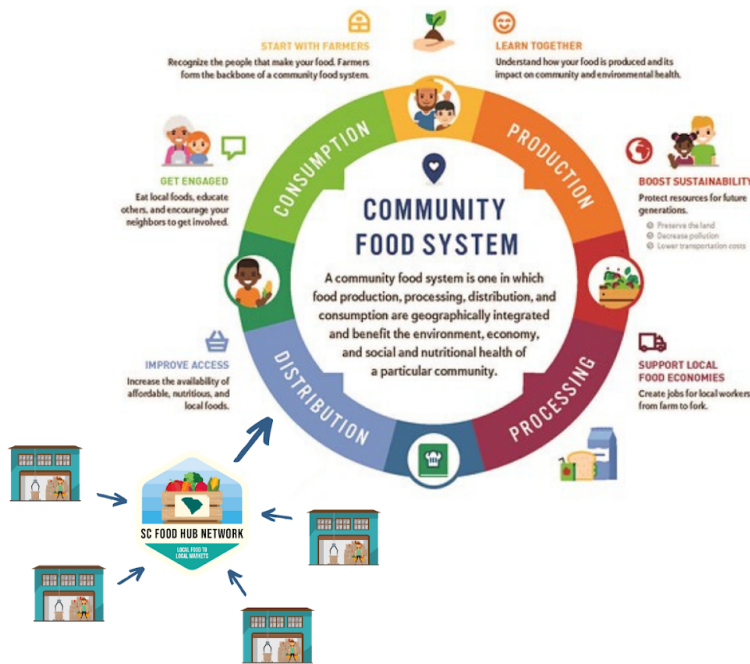 START WITH FARMERS
Recognize the people that make your food. Farmers
form the backbone of a community food system.
LEARN TOGETHER
Understand how your food is produced and its
impact on community and environmental health.
GET ENGAGED
Eat local foods, educate
others, and encourage your
neighbors to get involved.
BOOST SUSTAINABILITY
Protect resources for future
generations.
Preserve the land
Decrease pollution
Lower transportation costs
CONSUMPTION
PRODUCTION
COMMUNITY
FOOD SYSTEM
A community food system is one in which
food production, processing, distribution, and
consumption are geographically integrated
and benefit the environment, economy,
and social and nutritional health of
a particular community.
DISTRIBUTION
PROCESSING
IMPROVE ACCESS
Increase the availability of
affordable, nutritious, and
local foods.
SUPPORT LOCAL
FOOD ECONOMIES
Create jobs for local workers
from farm to fork.
SC FOOD HUB NETWORK
LOCAL FOOD TO
LOCAL MARKETS